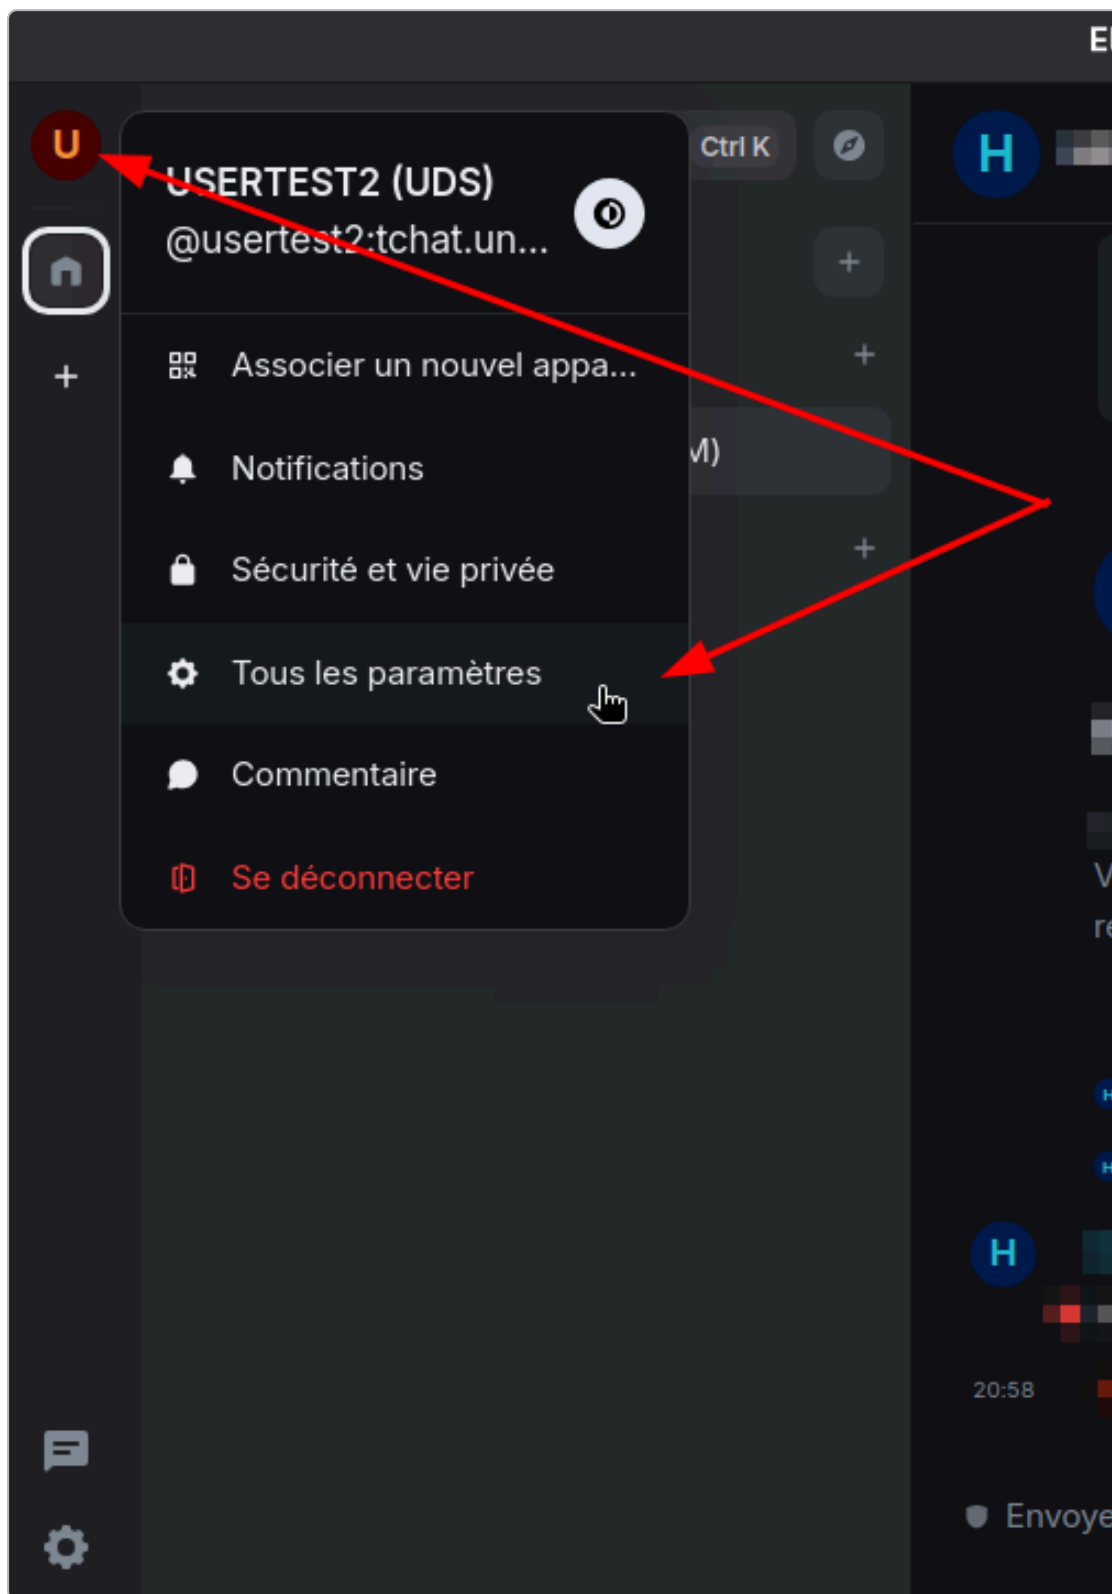 U
USERTEST2 (UDS)
@usertest2:tchat.un...
Ctrl K
H
Associer un nouvel appa...
Notifications
M)
Sécurité et vie privée
Tous les paramètres
Commentaire
Se déconnecter
H
H
H
20:58
Envoye